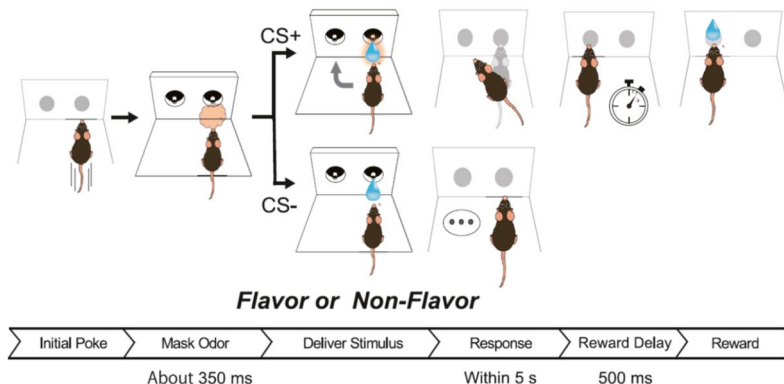 CS+
CS-
Flavor or Non-Flavor
Initial Poke
Mask Odor
Deliver Stimulus
Response
Reward Delay
Reward
About 350 ms
Within 5 s
500 ms